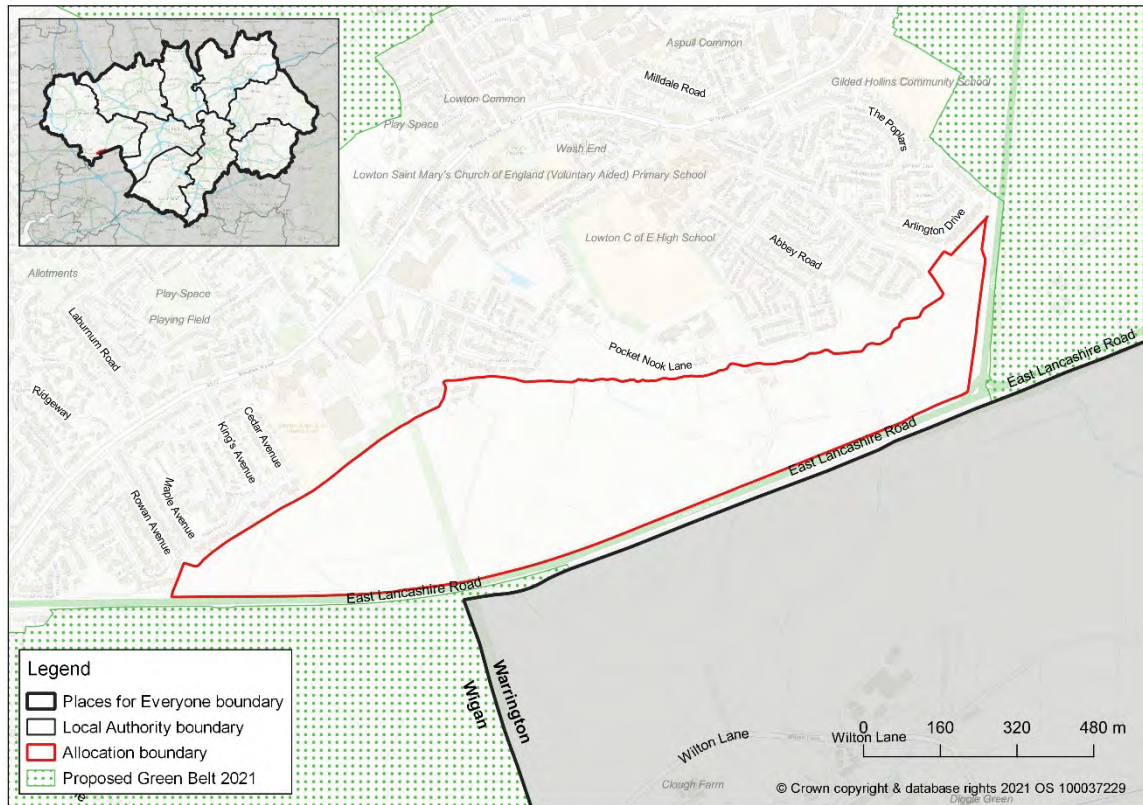 Aspull Common
Milldale Road
Gilded Hollins Community School
Lowton Common
The Poplars
Play Space
Wash End
Lowton Saint Mary's Church of England (Voluntary Aided) Primary School
Arlington Drive
Lowton C of E High School
Abbey Road
Allotments
Play Space
Playing Field
Laburnum Road
Pocket Nook Lane
East Lancashire Road
Ridgeway
Cedar Avenue
King's Avenue
Maple Avenue
Rowan Avenue
East Lancashire Road
East Lancashire Road
Warrington
Wigan
Wilton Lane
Wilton Lane
Clough Farm
Diggle Green
Legend
Places for Everyone boundary
Local Authority boundary
Allocation boundary
Proposed Green Belt 2021
0 160 320 480 m
© Crown copyright & database rights 2021 OS 100037229